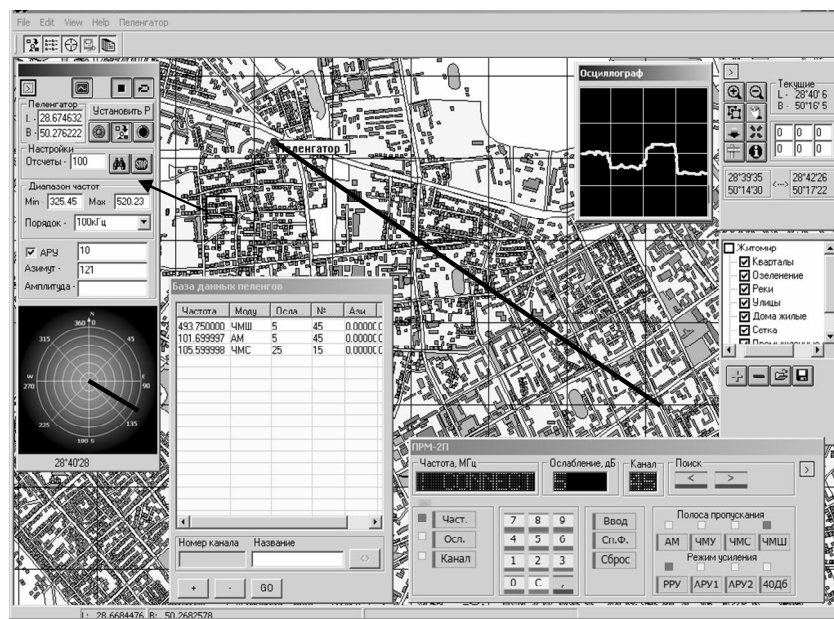 File Edit View Help Пеленгатор
Пеленгатор
L - 28.674632
B - 50.276222
Установить P
Настройки
Отсчеты - 100
Диапазон частот
Min - 325.45 Max - 520.23
Порядок - 100кГц
АРУ 10
Азимут - 121
Амплитуда -
N
360 0
315 45
W 270 90 E
225 135
180 S
28°40'28
Пеленгатор 1
Осциллограф
Текущие
L - 28°40'6
B - 50°16'5
0 0 0
0 0 0
28°39'35 <---> 28°42'26
50°14'30 50°17'22
Житомир
Кварталы
Озеленение
Реки
Улицы
Дома жилые
Сетка
База данных пеленгов
Частота Моду Осла № Ази
493.750000 ЧМШ 5 45 0.00000
101.699997 АМ 5 45 0.00000
105.599998 ЧМС 25 15 0.00000
Номер канала Название
<>
+ - GO
ПРМ-2П
Частота, МГц Ослабление, дБ Канал Поиск
CONNECT 5 45 < > >
Част. 7 8 9 Ввод Полоса пропускания
Осл. 4 5 6 Сп.Ф. АМ ЧМУ ЧМС ЧМШ
Канал 1 2 3 Сброс Режим усиления
0 С , РРУ АРУ1 АРУ2 40Дб
L: 28.6684476 B: 50.2682578